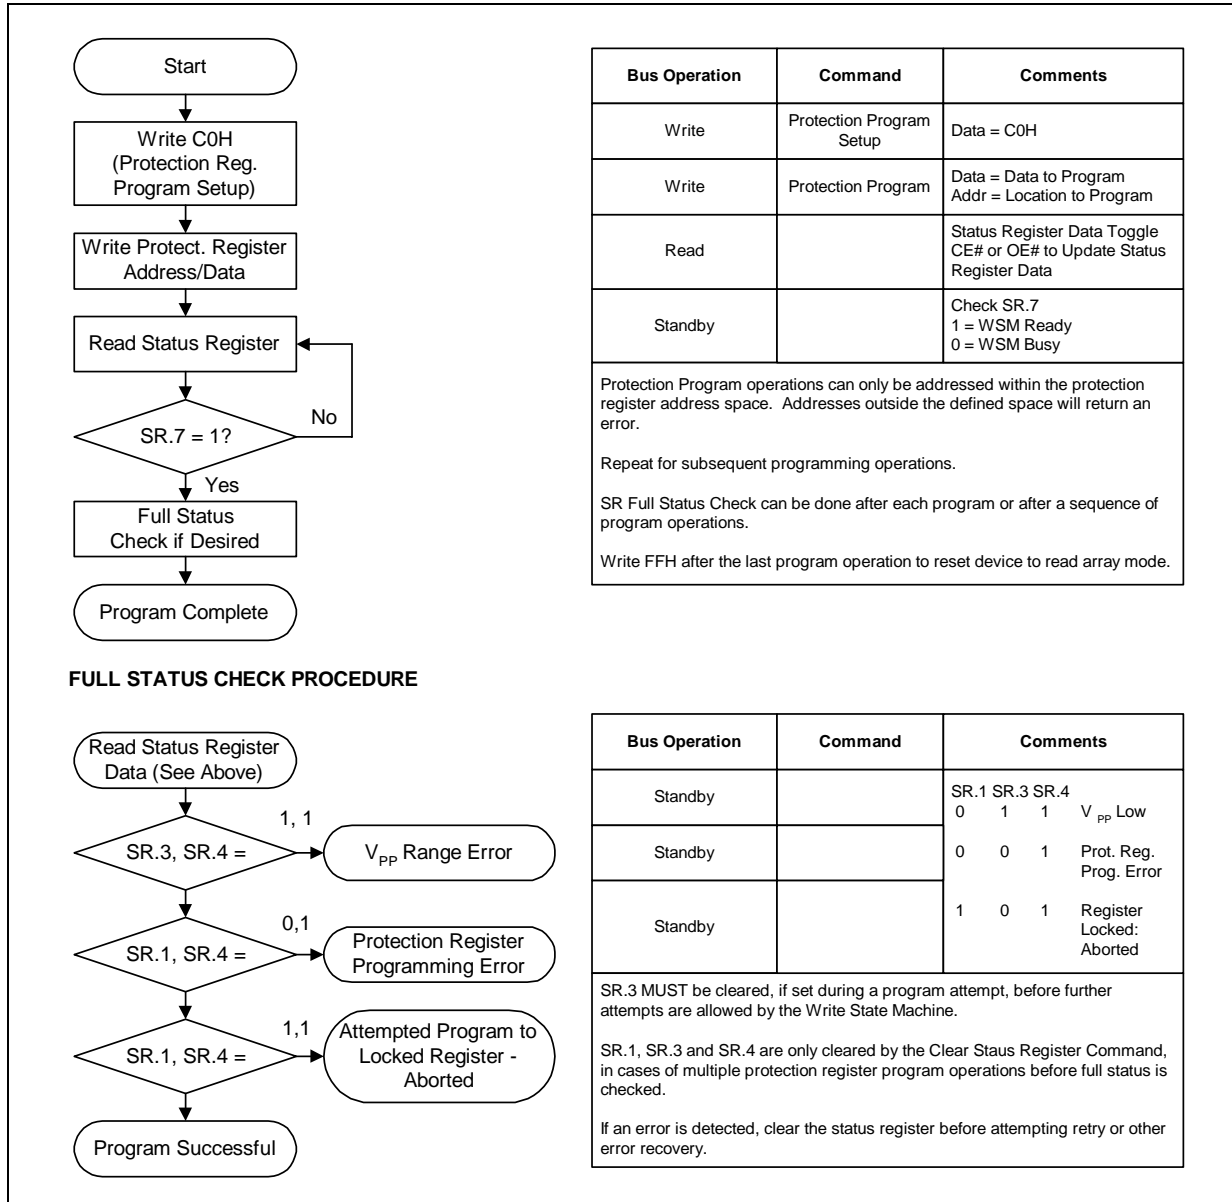 Start
Write C0H
(Protection Reg.
Program Setup)
Write Protect. Register
Address/Data
Read Status Register
No
SR.7 = 1?
Yes
Full Status
Check if Desired
Program Complete
Bus Operation Command Comments
Write Protection Program
Setup Data = C0H
Write Protection Program Data = Data to Program
Addr = Location to Program
Read Status Register Data Toggle
CE# or OE# to Update Status
Register Data
Standby Check SR.7
1 = WSM Ready
0 = WSM Busy
Protection Program operations can only be addressed within the protection
register address space. Addresses outside the defined space will return an
error.
Repeat for subsequent programming operations.
SR Full Status Check can be done after each program or after a sequence of
program operations.
Write FFH after the last program operation to reset device to read array mode.
FULL STATUS CHECK PROCEDURE
Read Status Register
Data (See Above)
1, 1
SR.3, SR.4 =
VPP Range Error
0,1
SR.1, SR.4 =
Protection Register
Programming Error
1,1
SR.1, SR.4 =
Attempted Program to
Locked Register -
Aborted
Program Successful
Bus Operation Command Comments
Standby SR.1 SR.3 SR.4
0 1 1 VPP Low
Standby 0 0 1 Prot. Reg.
Prog. Error
Standby 1 0 1 Register
Locked:
Aborted
SR.3 MUST be cleared, if set during a program attempt, before further
attempts are allowed by the Write State Machine.
SR.1, SR.3 and SR.4 are only cleared by the Clear Staus Register Command,
in cases of multiple protection register program operations before full status is
checked.
If an error is detected, clear the status register before attempting retry or other
error recovery.